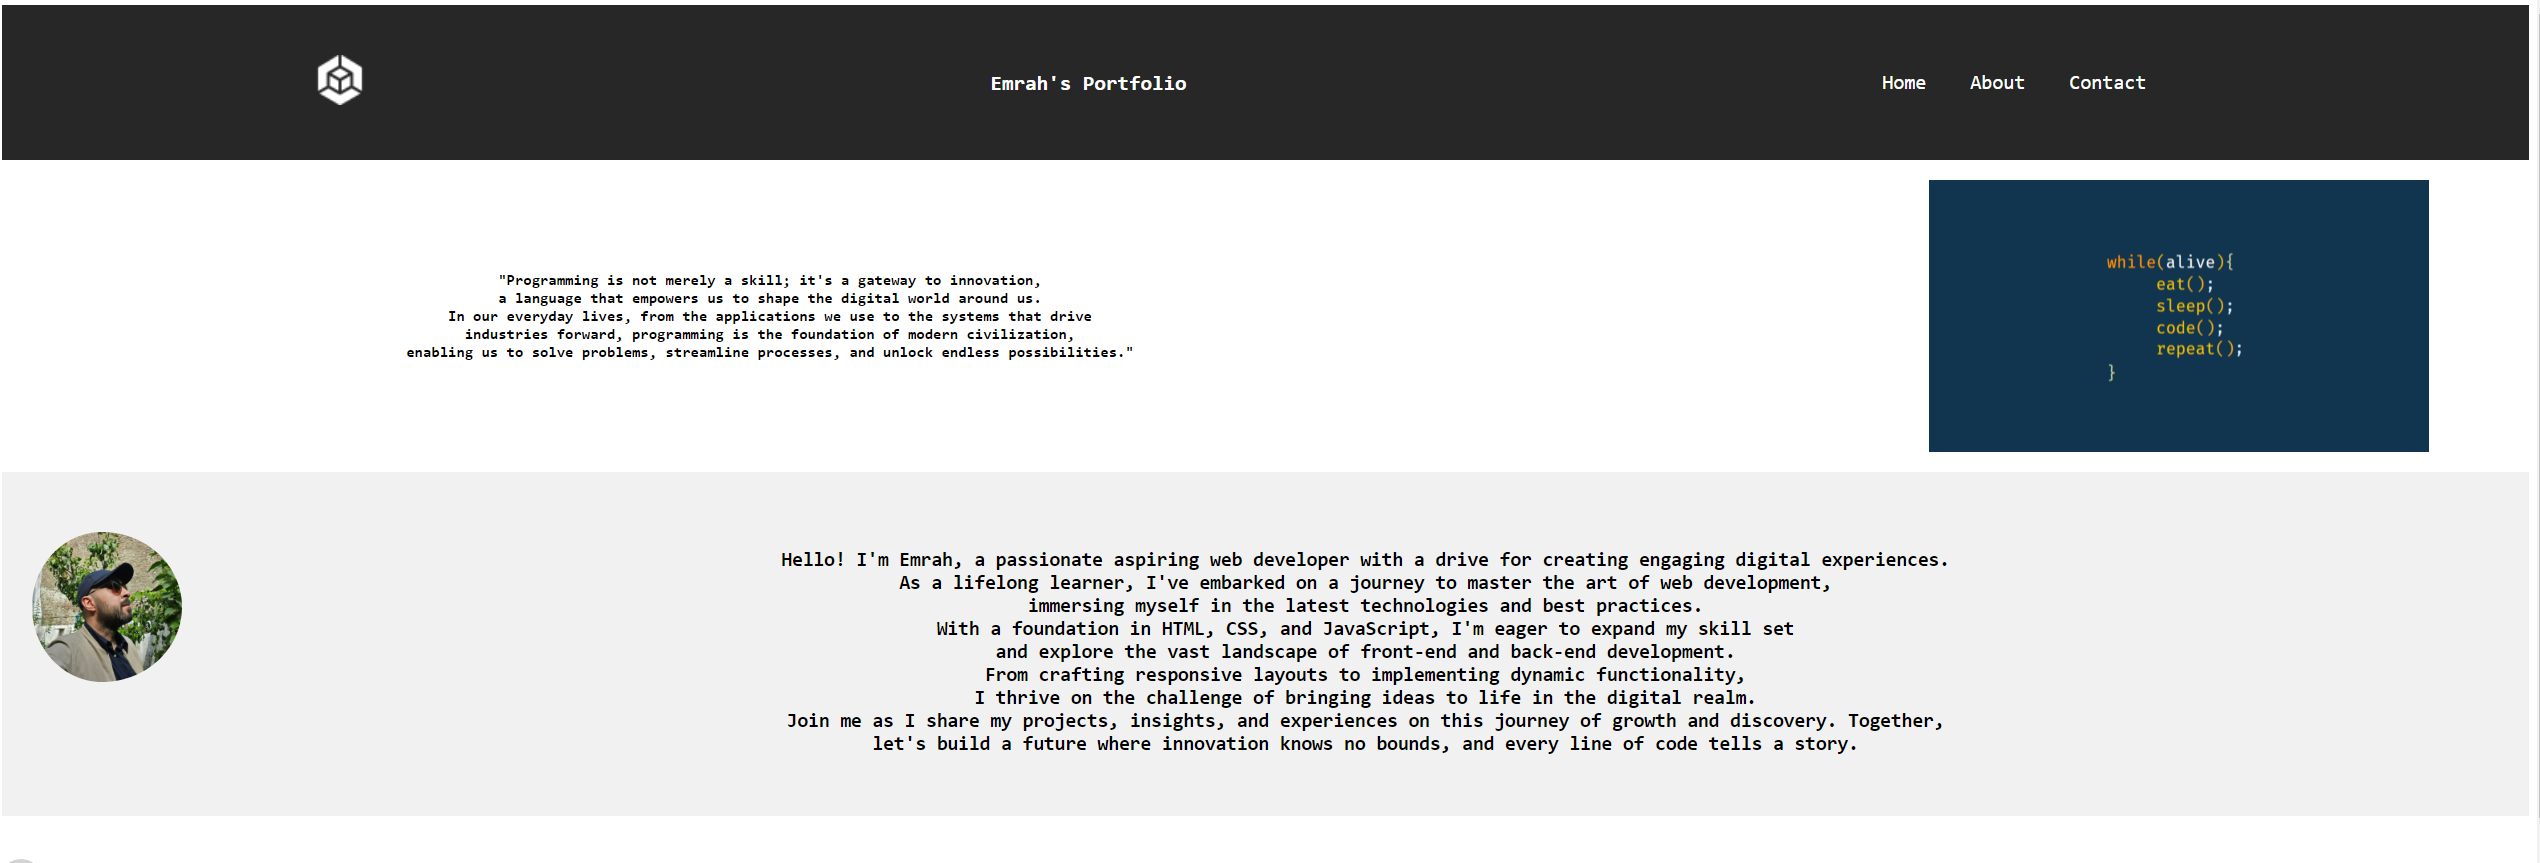 Emrah's Portfolio
Home About Contact
"Programming is not merely a skill; it's a gateway to innovation,
a language that empowers us to shape the digital world around us.
In our everyday lives, from the applications we use to the systems that drive
industries forward, programming is the foundation of modern civilization,
enabling us to solve problems, streamline processes, and unlock endless possibilities."
while(alive){
eat();
sleep();
code();
repeat();
}
Hello! I'm Emrah, a passionate aspiring web developer with a drive for creating engaging digital experiences.
As a lifelong learner, I've embarked on a journey to master the art of web development,
immersing myself in the latest technologies and best practices.
With a foundation in HTML, CSS, and JavaScript, I'm eager to expand my skill set
and explore the vast landscape of front-end and back-end development.
From crafting responsive layouts to implementing dynamic functionality,
I thrive on the challenge of bringing ideas to life in the digital realm.
Join me as I share my projects, insights, and experiences on this journey of growth and discovery. Together,
let's build a future where innovation knows no bounds, and every line of code tells a story.